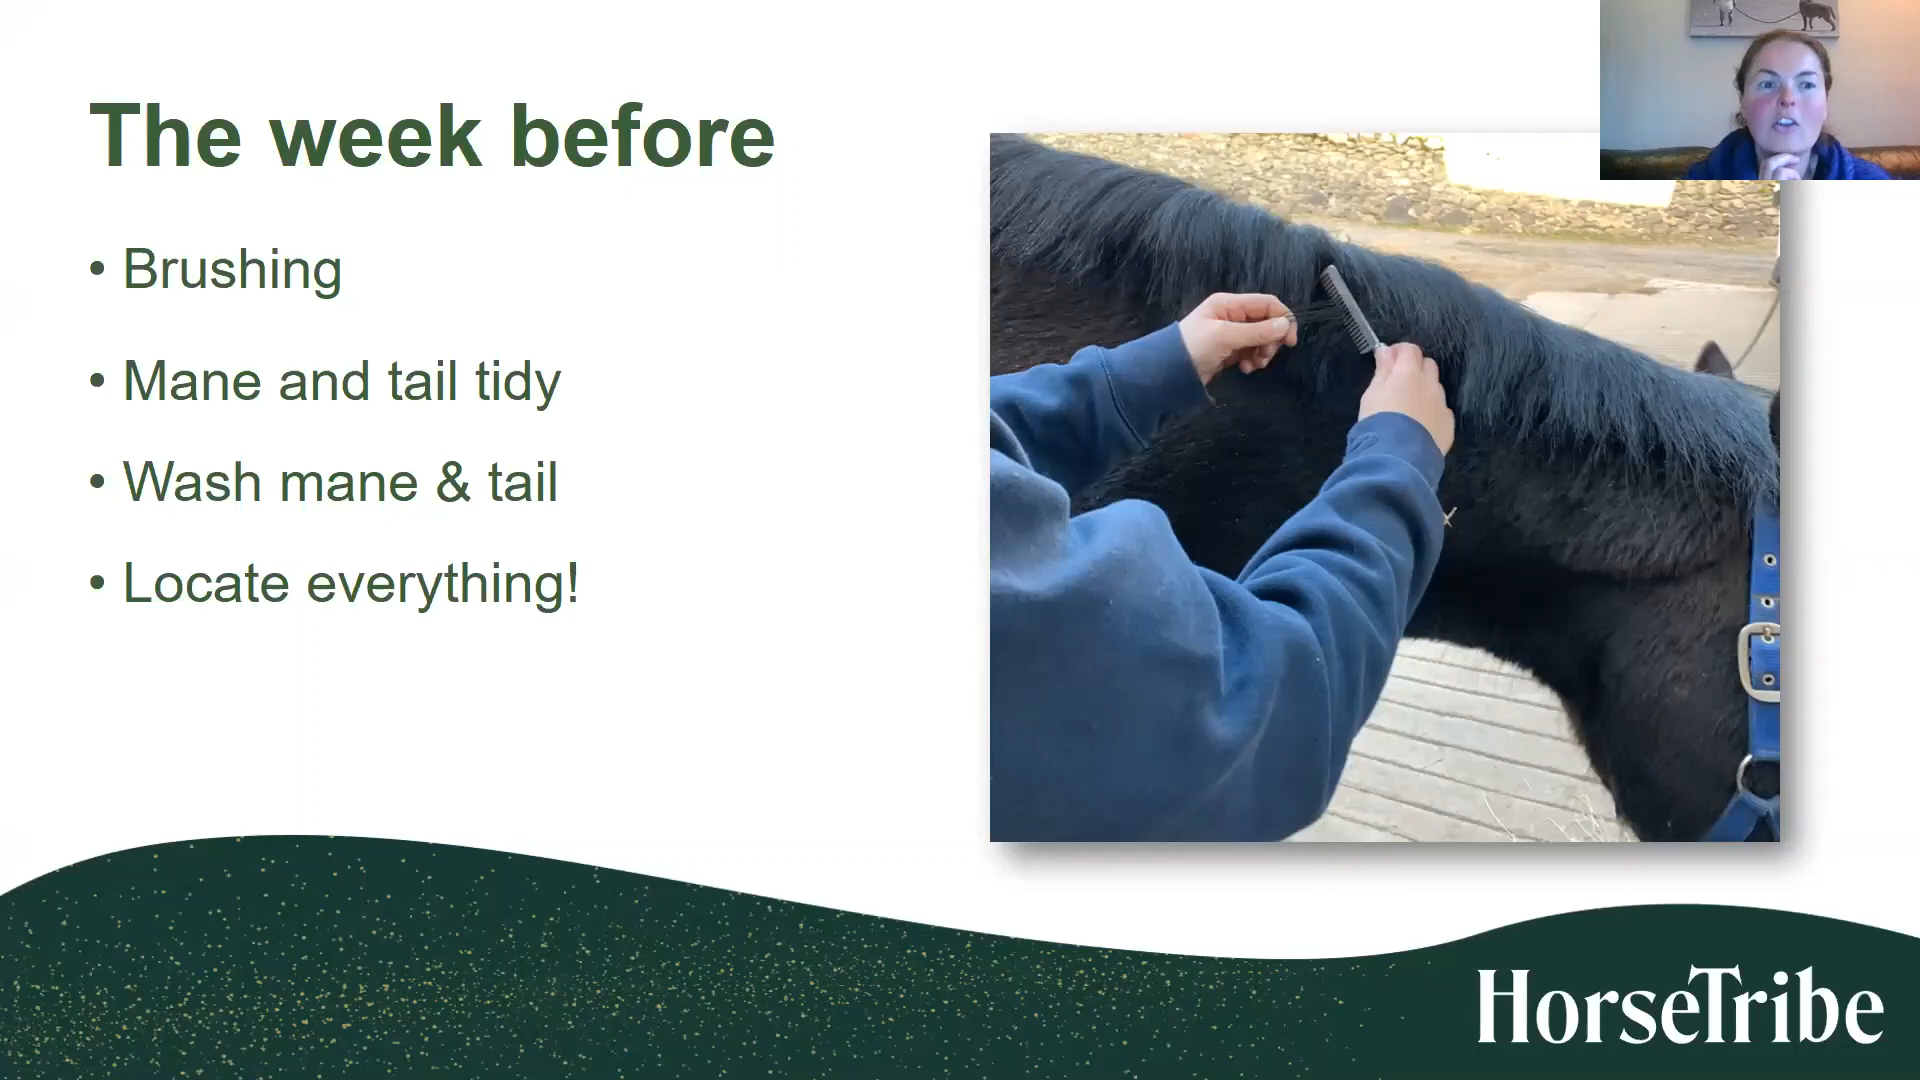 The week before
• Brushing
• Mane and tail tidy
• Wash mane & tail
• Locate everything!
HorseTribe